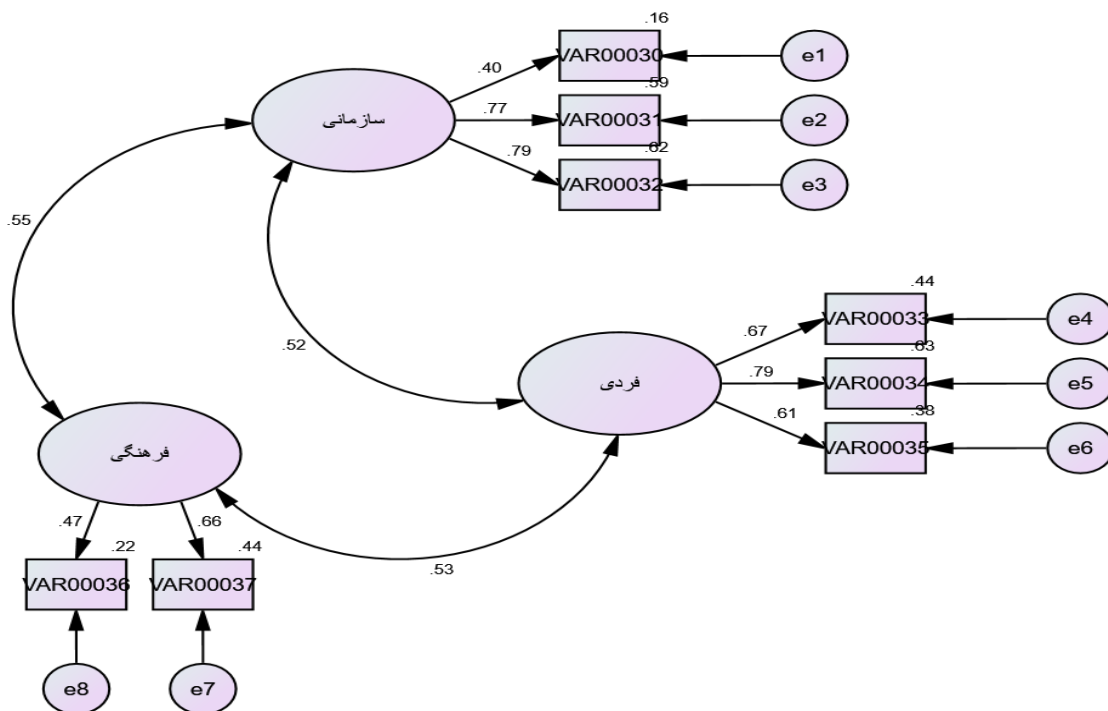 .16
VAR00030
e1
.40
.59
سازمانی
.77
VAR00031
e2
.62
.79
VAR00032
e3
.55
.44
.67
VAR00033
e4
.52
.63
فردی
.79
VAR00034
e5
.38
.61
VAR00035
e6
فرهنگی
.47
.66
.22
.44
VAR00036
VAR00037
.53
e8
e7